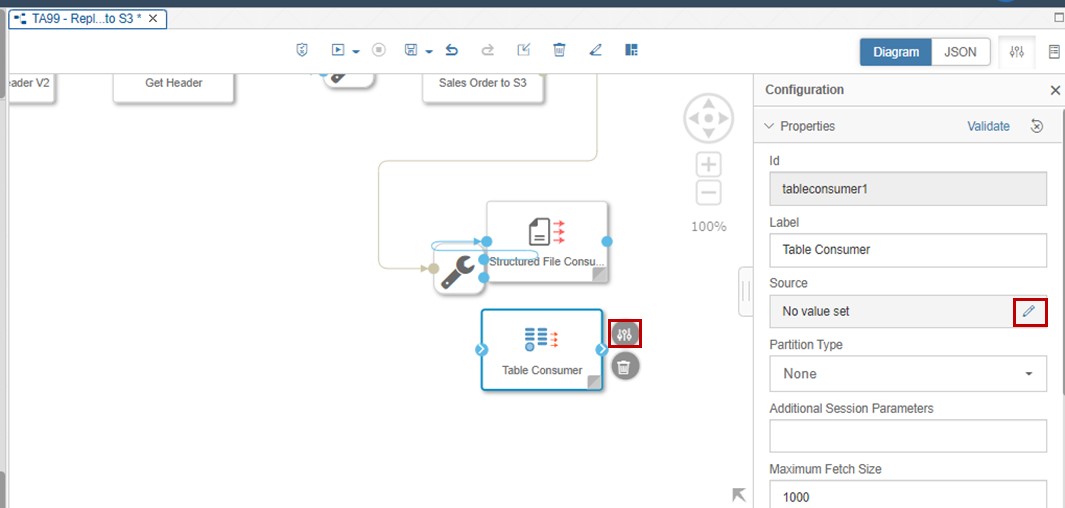 TA99 - Repl...to S3 *
Diagram
JSON
eader V2
Get Header
Sales Order to S3
100%
Structured File Consu...
Table Consumer
Configuration
Properties
Validate
Id
tableconsumer1
Label
Table Consumer
Source
No value set
Partition Type
None
Additional Session Parameters
Maximum Fetch Size
1000